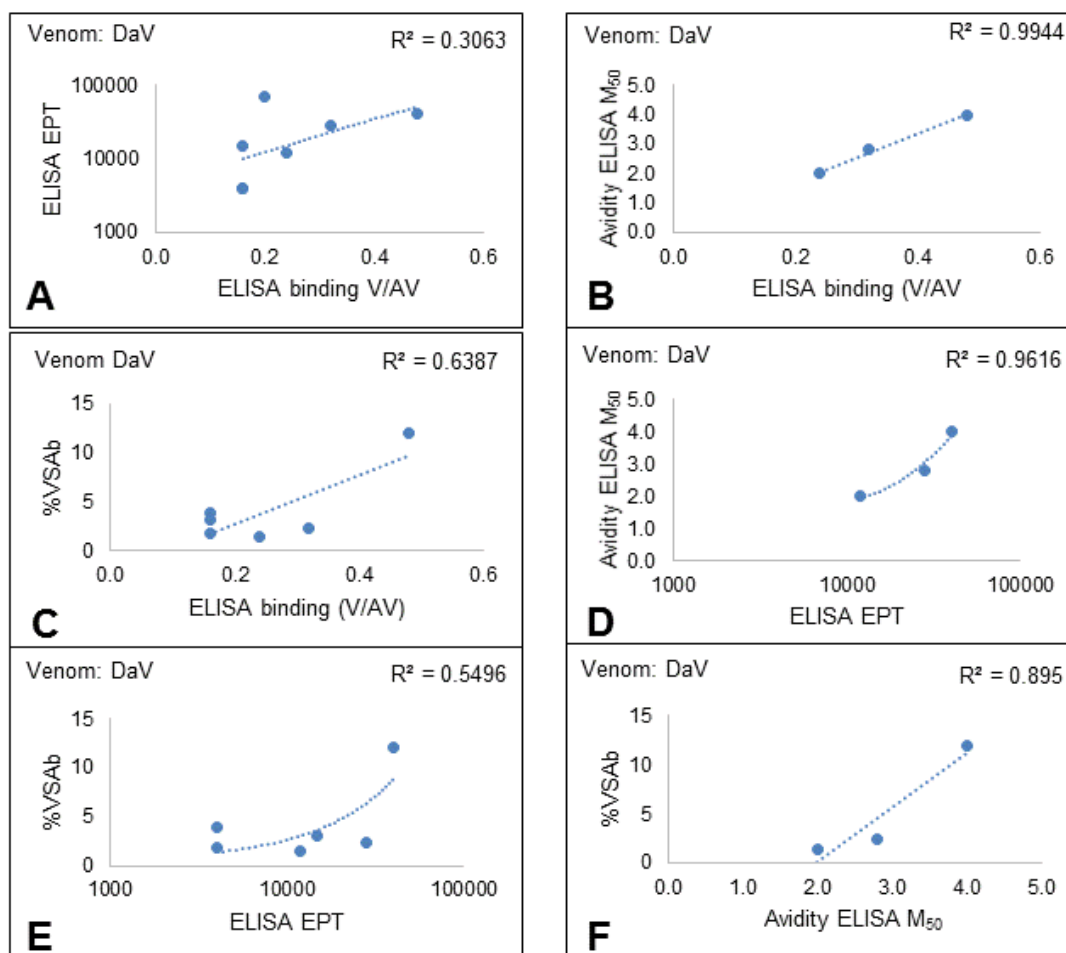 Venom: DaV
R² = 0.3063
ELISA EPT
100000
10000
1000
0.0 0.2 0.4 0.6
ELISA binding V/AV
A
Venom: DaV
R² = 0.9944
Avidity ELISA M₅₀
5.0
4.0
3.0
2.0
1.0
0.0
0.0 0.2 0.4 0.6
ELISA binding (V/AV
B
Venom DaV
R² = 0.6387
%VSAb
15
10
5
0
0.0 0.2 0.4 0.6
ELISA binding (V/AV)
C
Venom: DaV
R² = 0.9616
Avidity ELISA M₅₀
5.0
4.0
3.0
2.0
1.0
0.0
1000 10000 100000
ELISA EPT
D
Venom: DaV
R² = 0.5496
%VSAb
15
10
5
0
1000 10000 100000
ELISA EPT
E
Venom: DaV
R² = 0.895
%VSAb
15
10
5
0
0.0 1.0 2.0 3.0 4.0 5.0
Avidity ELISA M₅₀
F